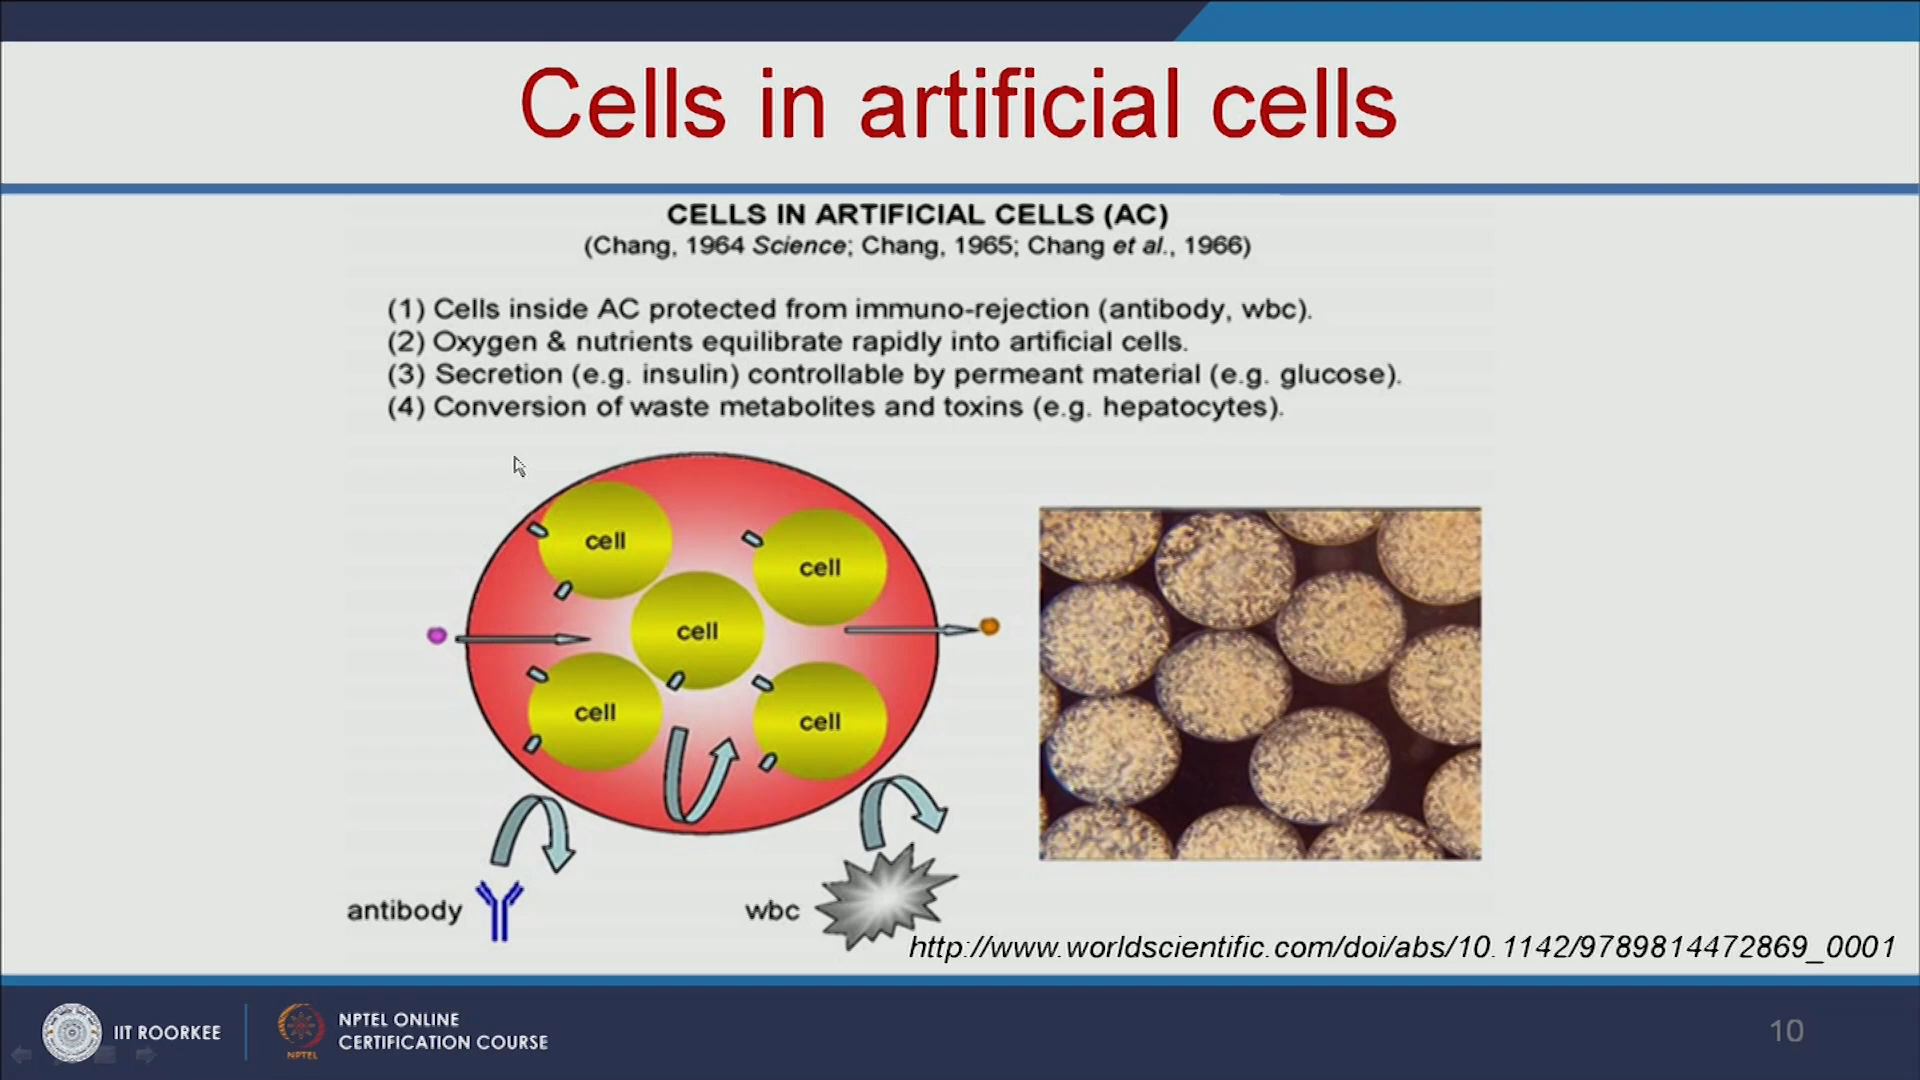 Cells in artificial cells
CELLS IN ARTIFICIAL CELLS (AC)
(Chang, 1964 Science; Chang, 1965; Chang et al., 1966)
(1) Cells inside AC protected from immuno-rejection (antibody, wbc).
(2) Oxygen & nutrients equilibrate rapidly into artificial cells.
(3) Secretion (e.g. insulin) controllable by permeant material (e.g. glucose).
(4) Conversion of waste metabolites and toxins (e.g. hepatocytes).
cell
cell
cell
cell
cell
antibody
wbc
http://www.worldscientific.com/doi/abs/10.1142/9789814472869_0001
IIT ROORKEE
NPTEL
NPTEL ONLINE
CERTIFICATION COURSE
10